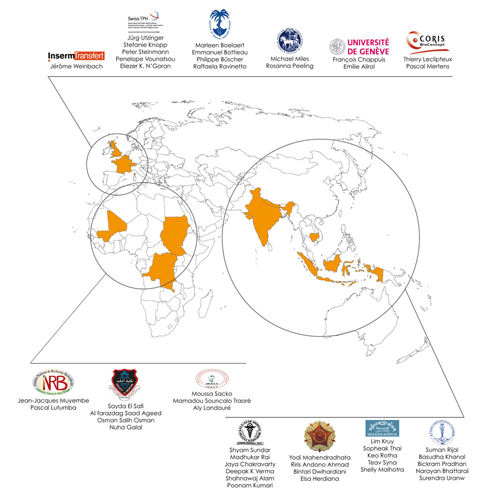 Swiss TPH
Jürg Utzinger
Stefanie Knopp
Peter Steinmann
Penelope Vounatsou
Eliezer K. N'Goran
Marleen Boelaert
Emmanuel Bottieau
Philippe Büscher
Raffaella Ravinetto
InsermTransfert
Jérôme Weinbach
Michael Miles
Rosanna Peeling
UNIVERSITÉ
DE GENÈVE
François Chappuis
Emilie Alirol
CORIS
BioConcept
Thierry Leclipteux
Pascal Mertens
NRB
Jean-Jacques Muyembe
Pascal Lutumba
Sayda El Safi
Al farazdag Saad Ageed
Osman Salih Osman
Nuha Galal
Moussa Sacko
Mamadou Souncalo Traoré
Aly Landouré
Shyam Sundar
Madhukar Rai
Jaya Chakravarty
Deepak K. Verma
Shahnawaj Alam
Poonam Kumari
Yodi Mahendradhata
Riris Andono Ahmad
Bintari Dwihardiani
Elsa Herdiana
Lim Kruy
Sopheak Thai
Keo Rotha
Teav Syna
Shelly Malhotra
Suman Rijal
Basudha Khanal
Bickram Pradhan
Narayan Bhattarai
Surendra Uranw